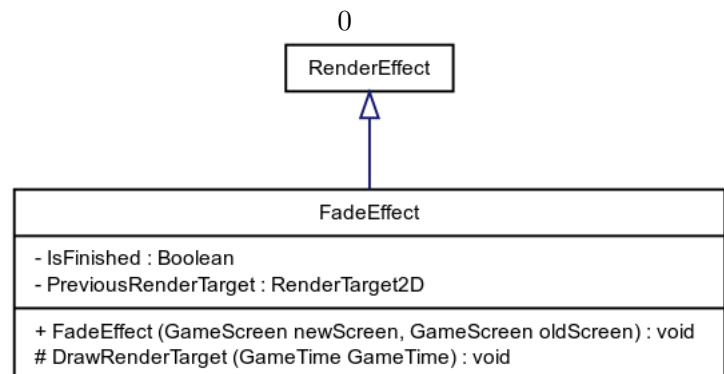 0
RenderEffect
FadeEffect
- IsFinished : Boolean
- PreviousRenderTarget : RenderTarget2D
+ FadeEffect (GameScreen newScreen, GameScreen oldScreen) : void
# DrawRenderTarget (GameTime GameTime) : void